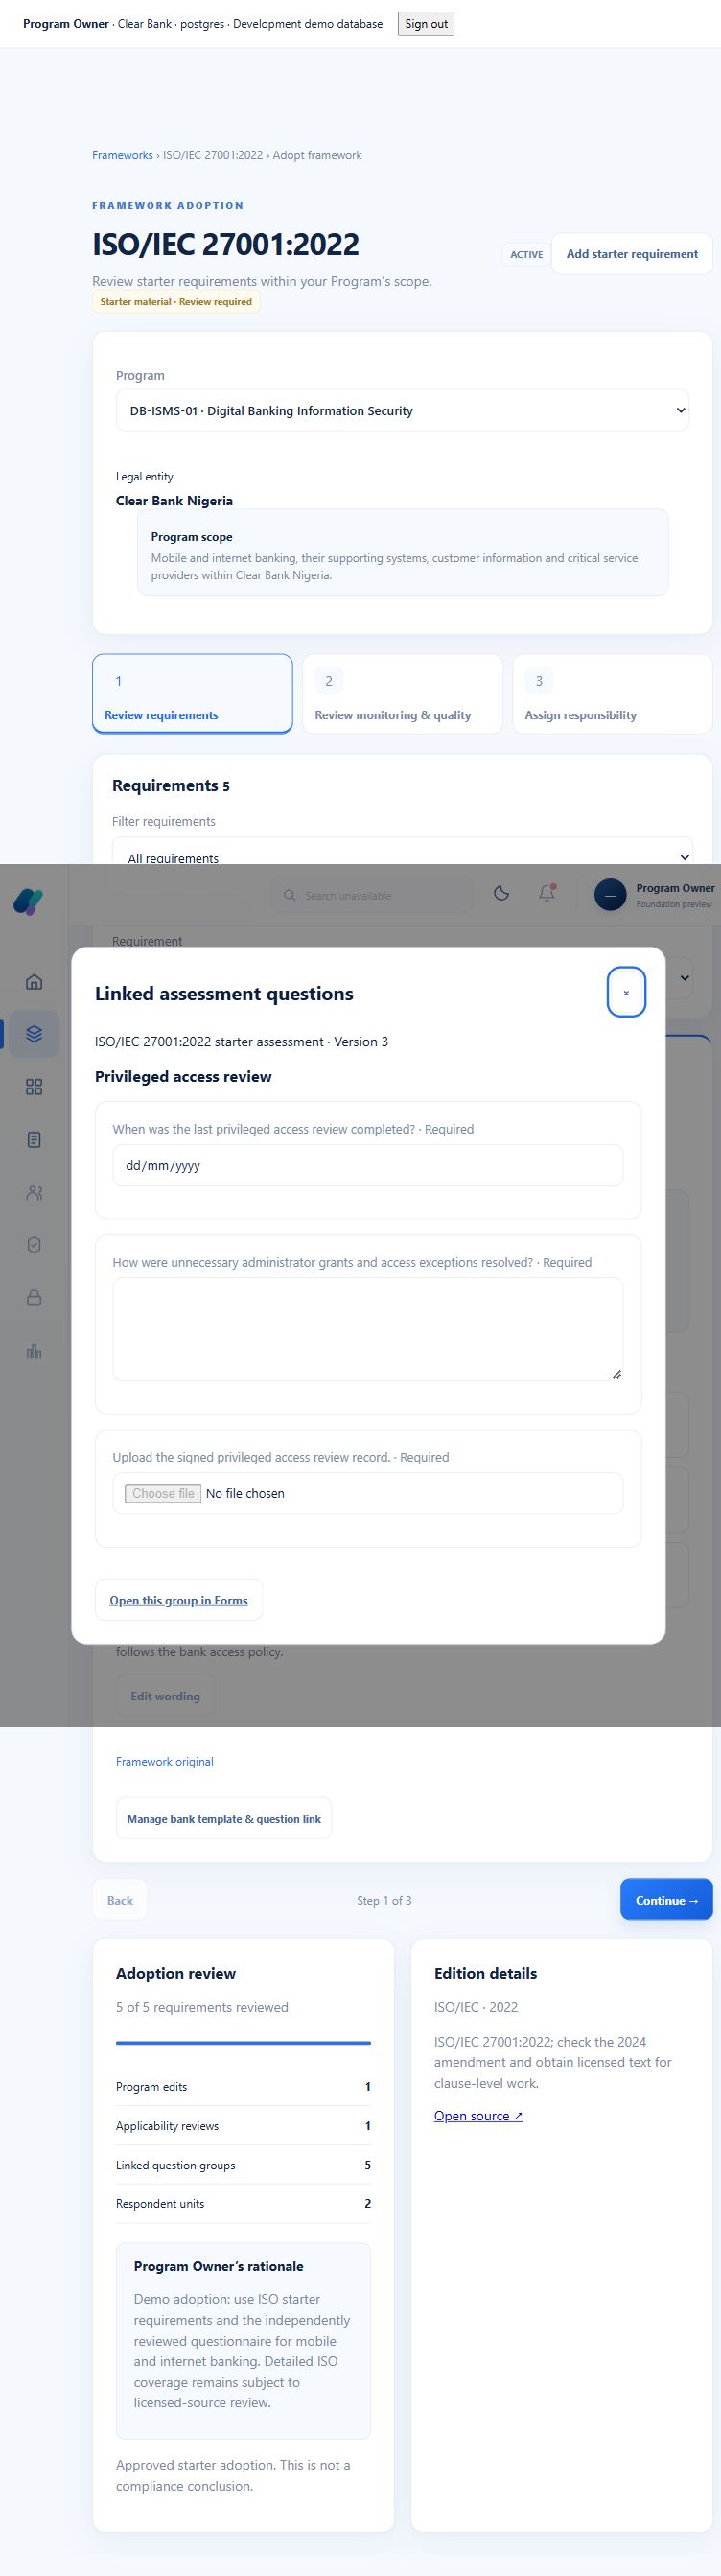 Program Owner · Clear Bank · postgres · Development demo database
Sign out
Frameworks › ISO/IEC 27001:2022 › Adopt framework
FRAMEWORK ADOPTION
ISO/IEC 27001:2022
ACTIVE
Add starter requirement
Review starter requirements within your Program's scope.
Starter material · Review required
Program
DB-ISMS-01 · Digital Banking Information Security
Legal entity
Clear Bank Nigeria
Program scope
Mobile and internet banking, their supporting systems, customer information and critical service
providers within Clear Bank Nigeria.
1
Review requirements
2
Review monitoring & quality
3
Assign responsibility
Requirements 5
Filter requirements
All requirements
Search unavailable
Program Owner
Foundation preview
Requirement
Linked assessment questions
×
ISO/IEC 27001:2022 starter assessment · Version 3
Privileged access review
When was the last privileged access review completed? · Required
dd/mm/yyyy
How were unnecessary administrator grants and access exceptions resolved? · Required
Upload the signed privileged access review record. · Required
Choose file No file chosen
Open this group in Forms
follows the bank access policy.
Edit wording
Framework original
Manage bank template & question link
Back
Step 1 of 3
Continue →
Adoption review
5 of 5 requirements reviewed
Program edits 1
Applicability reviews 1
Linked question groups 5
Respondent units 2
Program Owner's rationale
Demo adoption: use ISO starter
requirements and the independently
reviewed questionnaire for mobile
and internet banking. Detailed ISO
coverage remains subject to
licensed-source review.
Approved starter adoption. This is not a
compliance conclusion.
Edition details
ISO/IEC · 2022
ISO/IEC 27001:2022; check the 2024
amendment and obtain licensed text for
clause-level work.
Open source ↗